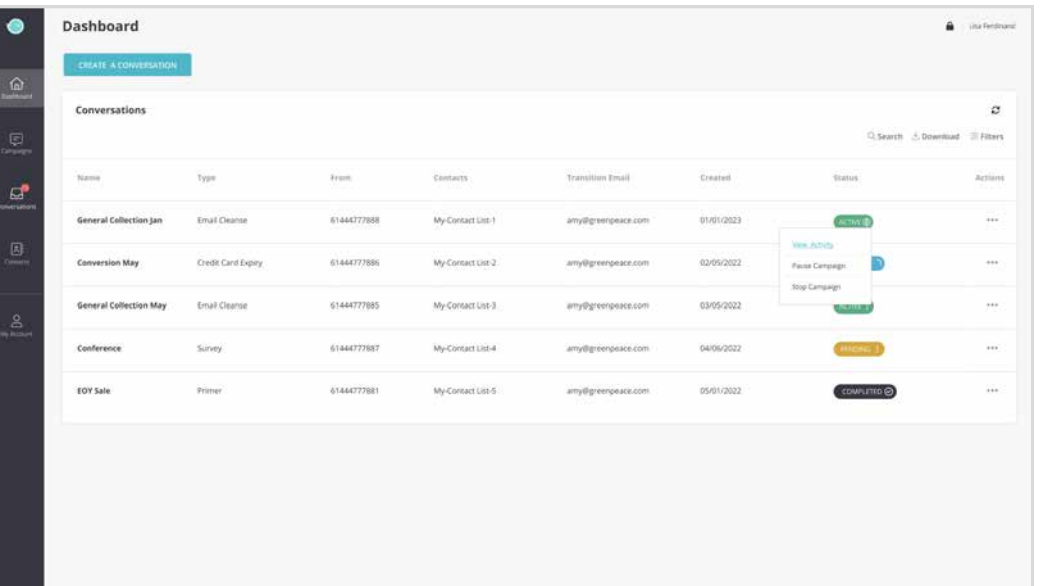 Dashboard
Lisa Ferdinand
CREATE A CONVERSATION
Dashboard
Conversations
Search Download Filters
Campaigns
Name Type From Contacts Transition Email Created Status Actions
General Collection Jan Email Cleanse 61444777888 My-Contact List-1 amy@greenpeace.com 01/01/2023 ACTIVE
View Activity
Conversion May Credit Card Expiry 61444777886 My-Contact List-2 amy@greenpeace.com 02/05/2022
Pause Campaign
Stop Campaign
General Collection May Email Cleanse 61444777885 My-Contact List-3 amy@greenpeace.com 03/05/2022 ACTIVE
My Account
Conference Survey 61444777887 My-Contact List-4 amy@greenpeace.com 04/06/2022 PENDING
EOY Sale Primer 61444777881 My-Contact List-5 amy@greenpeace.com 05/01/2022 COMPLETED